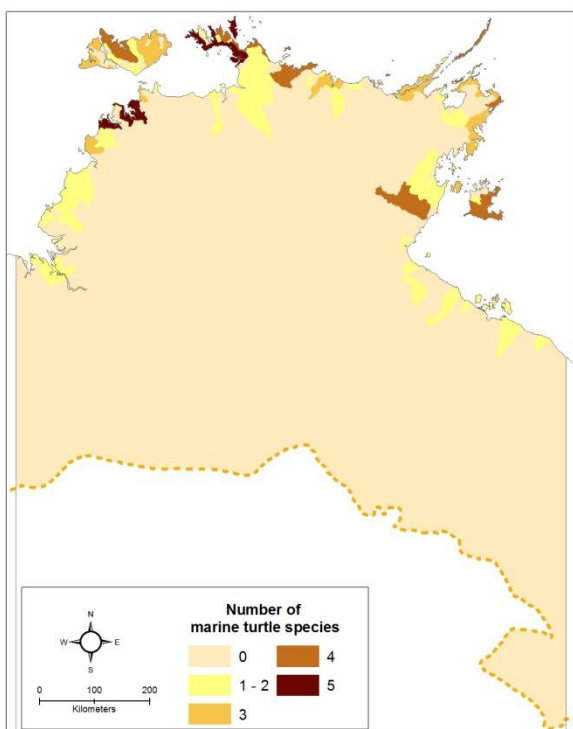 Number of
marine turtle species
N
W E
S
0 100 200
Kilometers
0
1 - 2
3
4
5